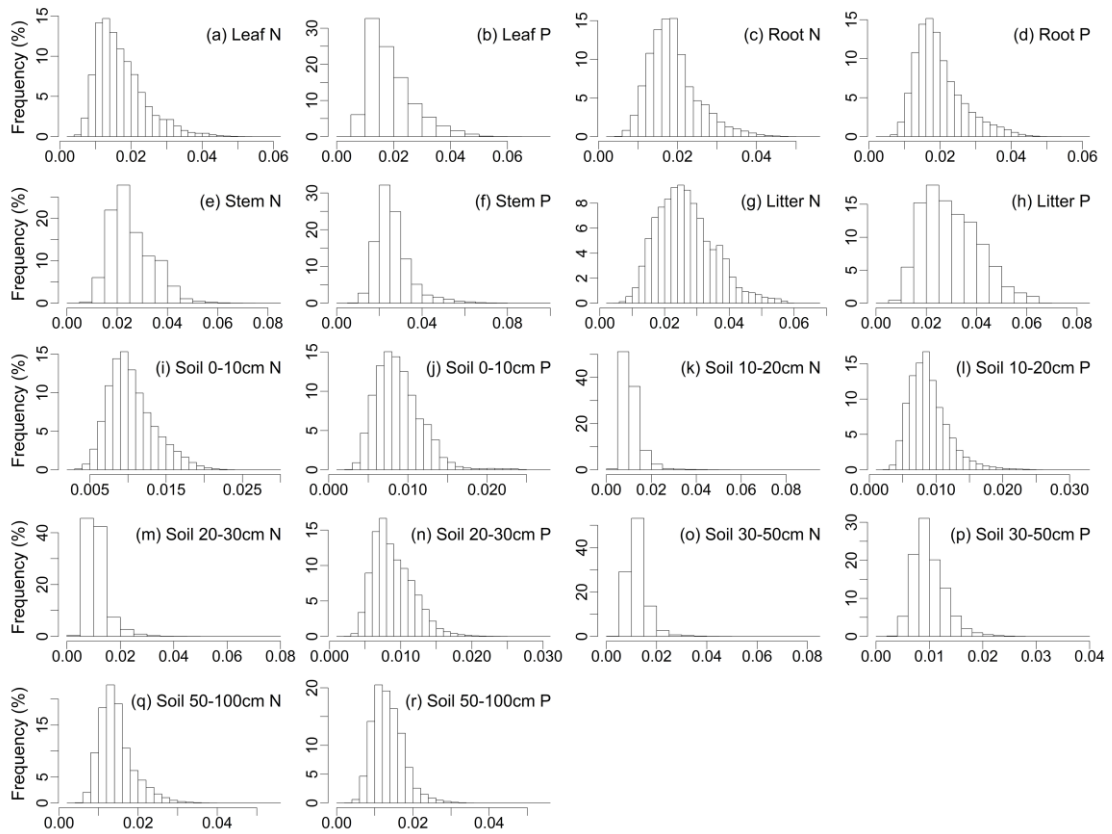 (a) Leaf N
(b) Leaf P
(c) Root N
(d) Root P
Frequency (%)
0 5 10 15
0 10 20 30
0 5 10 15
0 5 10 15
0.00 0.02 0.04 0.06
0.00 0.02 0.04 0.06
0.00 0.02 0.04
0.00 0.02 0.04 0.06
(e) Stem N
(f) Stem P
(g) Litter N
(h) Litter P
Frequency (%)
0 10 20
0 10 20 30
0 2 4 6 8
0 5 10 15
0.00 0.02 0.04 0.06 0.08
0.00 0.04 0.08
0.00 0.02 0.04 0.06
0.00 0.02 0.04 0.06 0.08
(i) Soil 0-10cm N
(j) Soil 0-10cm P
(k) Soil 10-20cm N
(l) Soil 10-20cm P
Frequency (%)
0 5 10 15
0 5 10 15
0 20 40
0 5 10 15
0.005 0.015 0.025
0.000 0.010 0.020
0.00 0.02 0.04 0.06 0.08
0.000 0.010 0.020 0.030
(m) Soil 20-30cm N
(n) Soil 20-30cm P
(o) Soil 30-50cm N
(p) Soil 30-50cm P
Frequency (%)
0 20 40
0 5 10 15
0 20 40
0 10 20 30
0.00 0.02 0.04 0.06 0.08
0.000 0.010 0.020 0.030
0.00 0.02 0.04 0.06 0.08
0.00 0.01 0.02 0.03 0.04
(q) Soil 50-100cm N
(r) Soil 50-100cm P
Frequency (%)
0 5 15
0 5 10 15 20
0.00 0.02 0.04
0.00 0.02 0.04